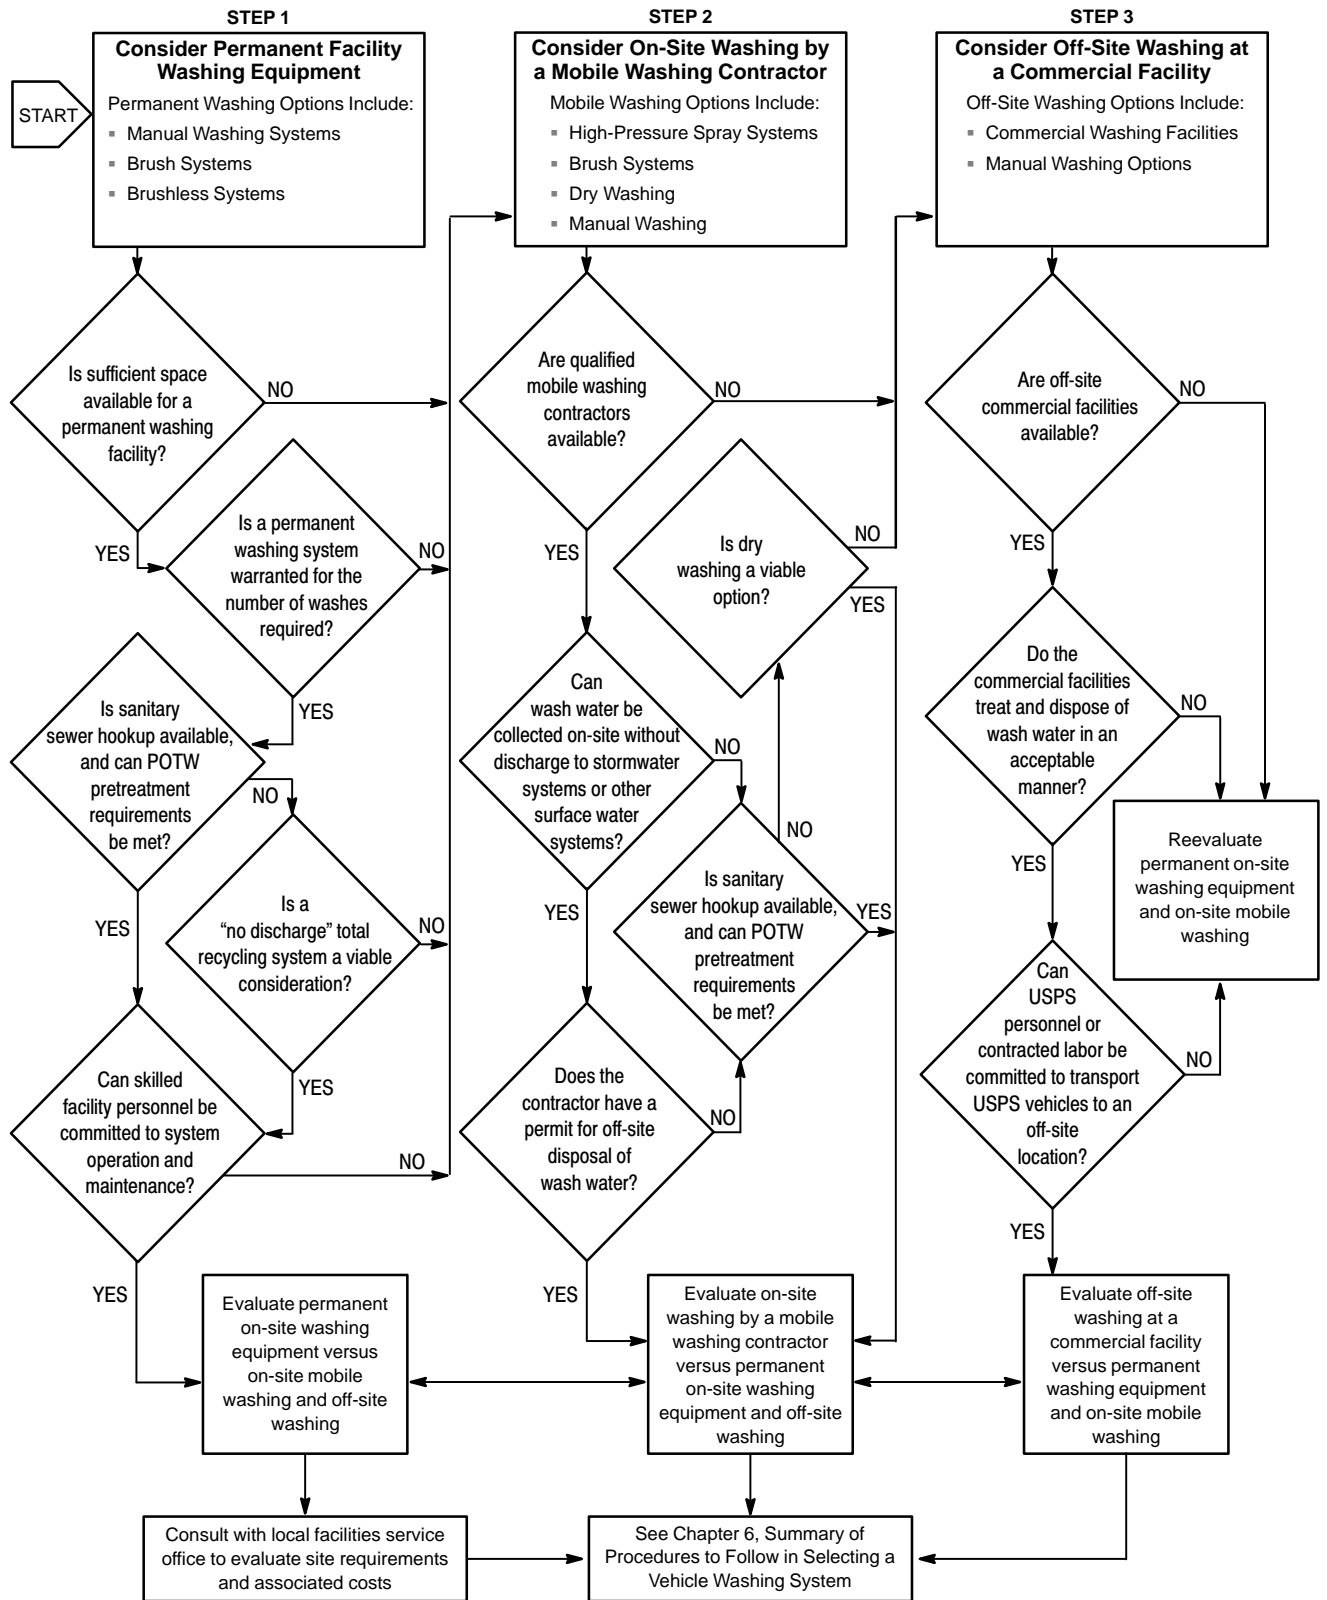 STEP 1
Consider Permanent Facility
Washing Equipment
START
Permanent Washing Options Include:
▪ Manual Washing Systems
▪ Brush Systems
▪ Brushless Systems
Is sufficient space
available for a
permanent washing
facility?
NO
YES
Is a permanent
washing system
warranted for the
number of washes
required?
NO
YES
Is sanitary
sewer hookup available,
and can POTW
pretreatment
requirements
be met?
NO
YES
Is a
“no discharge” total
recycling system a viable
consideration?
NO
YES
Can skilled
facility personnel be
committed to system
operation and
maintenance?
NO
YES
Evaluate permanent
on-site washing
equipment versus
on-site mobile
washing and off-site
washing
Consult with local facilities service
office to evaluate site requirements
and associated costs
STEP 2
Consider On-Site Washing by
a Mobile Washing Contractor
Mobile Washing Options Include:
▪ High-Pressure Spray Systems
▪ Brush Systems
▪ Dry Washing
▪ Manual Washing
Are qualified
mobile washing
contractors
available?
NO
YES
Is dry
washing a viable
option?
NO
YES
Can
wash water be
collected on-site without
discharge to stormwater
systems or other
surface water
systems?
NO
YES
Is sanitary
sewer hookup available,
and can POTW
pretreatment
requirements
be met?
NO
YES
Does the
contractor have a
permit for off-site
disposal of
wash water?
NO
YES
Evaluate on-site
washing by a mobile
washing contractor
versus permanent
on-site washing
equipment and off-site
washing
See Chapter 6, Summary of
Procedures to Follow in Selecting a
Vehicle Washing System
STEP 3
Consider Off-Site Washing at
a Commercial Facility
Off-Site Washing Options Include:
▪ Commercial Washing Facilities
▪ Manual Washing Options
Are off-site
commercial facilities
available?
NO
YES
Do the
commercial facilities
treat and dispose of
wash water in an
acceptable
manner?
NO
YES
Reevaluate
permanent on-site
washing equipment
and on-site mobile
washing
Can
USPS
personnel or
contracted labor be
committed to transport
USPS vehicles to an
off-site
location?
NO
YES
Evaluate off-site
washing at a
commercial facility
versus permanent
washing equipment
and on-site mobile
washing